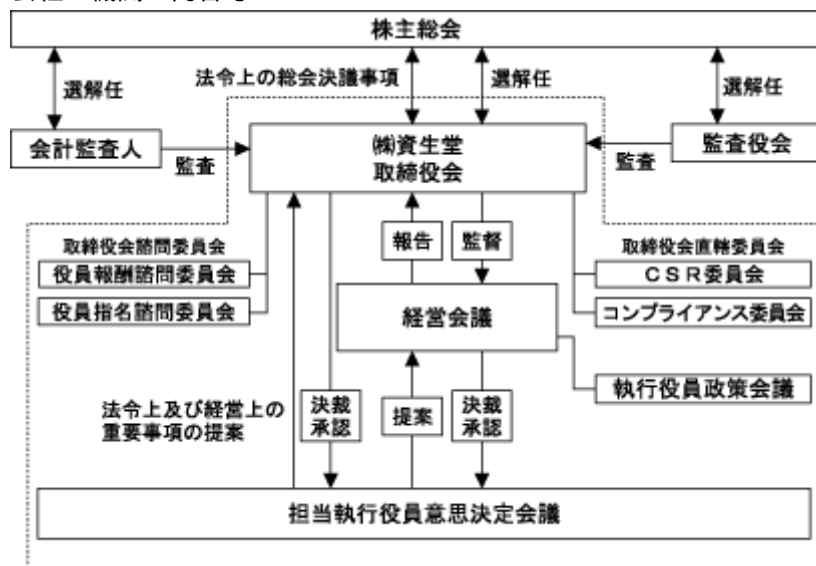 株主総会
選解任
法令上の総会決議事項
選解任
選解任
会計監査人
監査
㈱資生堂
取締役会
監査
監査役会
報告
監督
取締役会諮問委員会
役員報酬諮問委員会
役員指名諮問委員会
取締役会直轄委員会
CSR委員会
コンプライアンス委員会
経営会議
執行役員政策会議
法令上及び経営上の
重要事項の提案
決裁
承認
提案
決裁
承認
担当執行役員意思決定会議